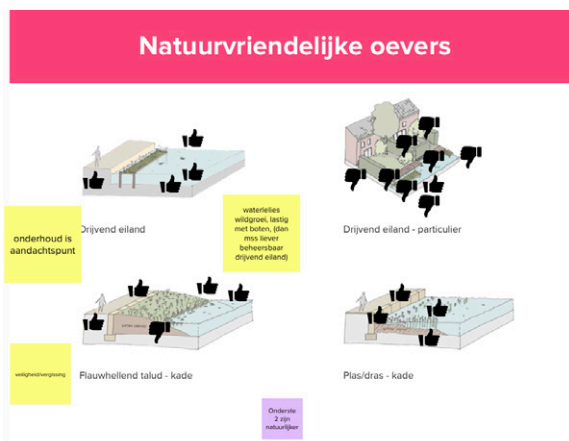 Natuurvriendelijke oevers
Drijvend eiland
Drijvend eiland - particulier
onderhoud is
aandachtspunt
waterlelies
wildgroei, lastig
met boten, (dan
mss liever
beheersbaar
drijvend eiland)
Flauwhellend talud - kade
Plas/dras - kade
Onderste
2 zijn
natuurlijker